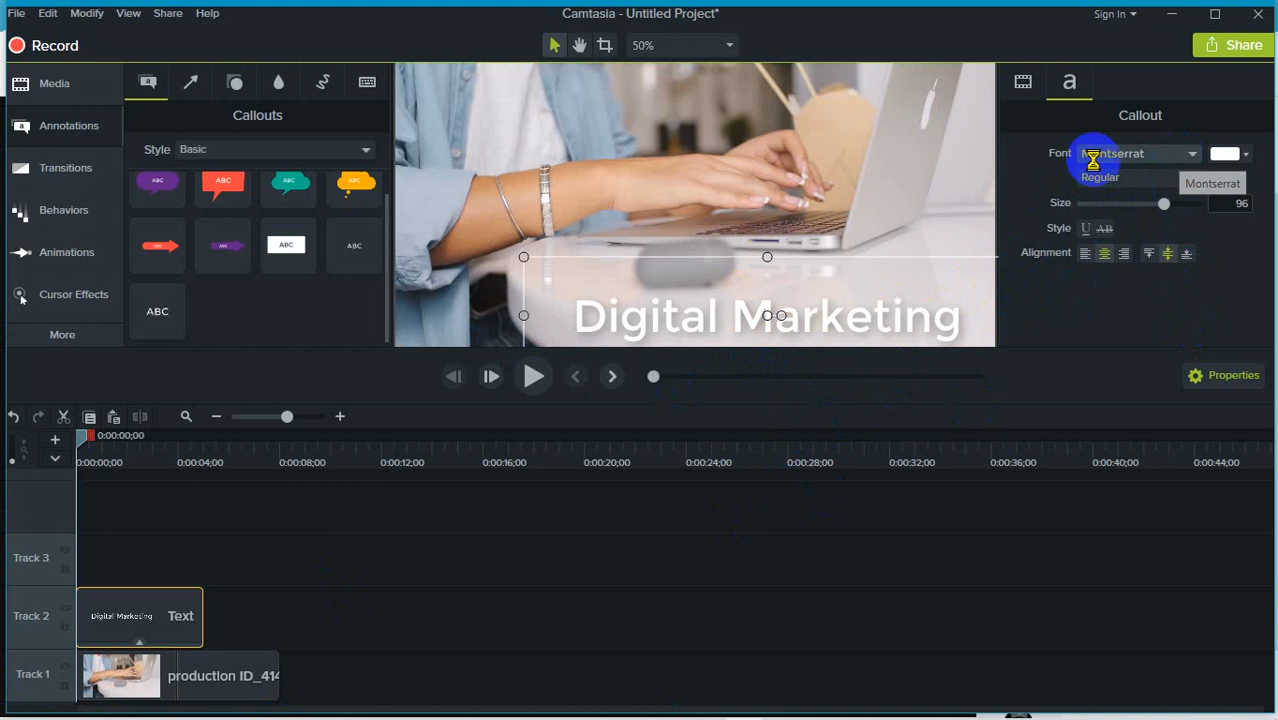 File Edit Modify View Share Help
Camtasia - Untitled Project*
Sign In
Record
50%
Share
Media
Annotations
Transitions
Behaviors
Animations
Cursor Effects
More
Callouts
Style Basic
ABC ABC ABC ABC
ABC ABC ABC ABC
ABC
Digital Marketing
a
Callout
Font Montserrat
Regular
Montserrat
Size 96
Style U AB
Alignment
Properties
0:00:00;00
0:00:00;00 0:00:04;00 0:00:08;00 0:00:12;00 0:00:16;00 0:00:20;00 0:00:24;00 0:00:28;00 0:00:32;00 0:00:36;00 0:00:40;00 0:00:44;00
Track 3
Track 2
Digital Marketing Text
Track 1
production ID_414